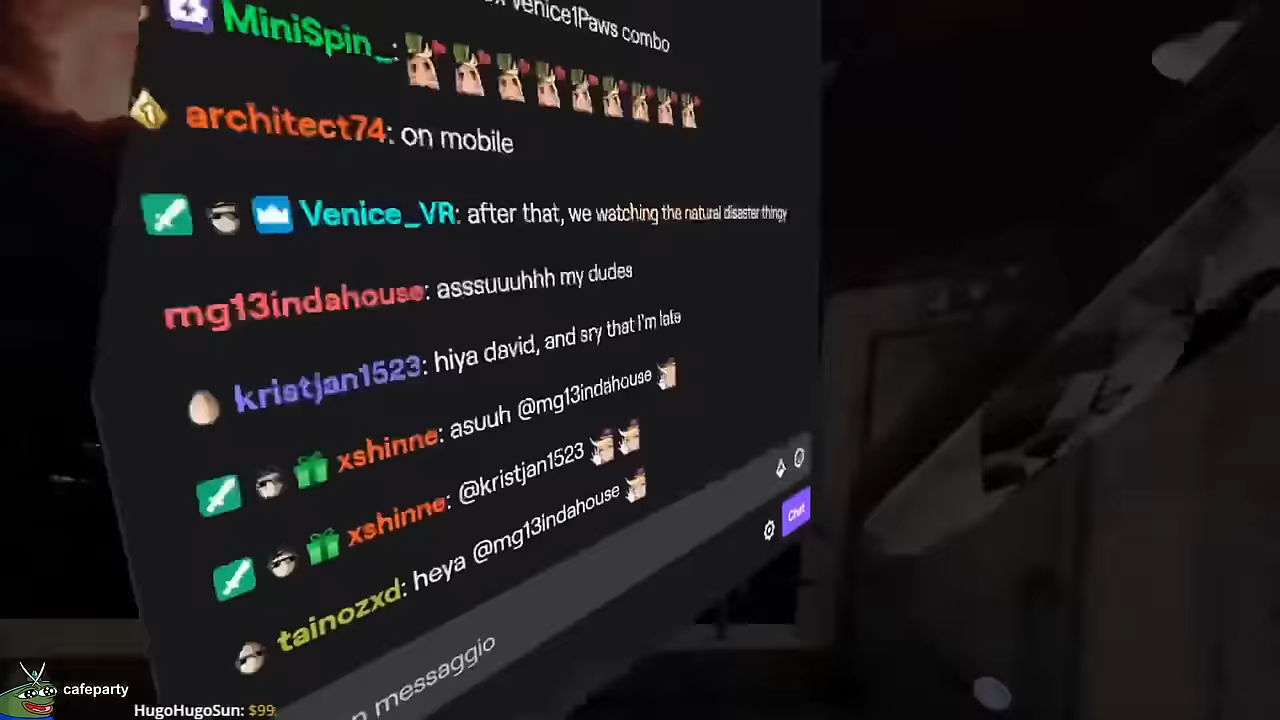 Venice1Paws combo
MiniSpin_:
architect74: on mobile
Venice_VR: after that, we watching the natural disaster thingy
mg13indahouse: asssuuuhhh my dudes
kristjan1523: hiya david, and sry that I'm late
xshinne: asuuh @mg13indahouse
xshinne: @kristjan1523
tainozxd: heya @mg13indahouse
Chat
messaggio
cafeparty
HugoHugoSun: $99